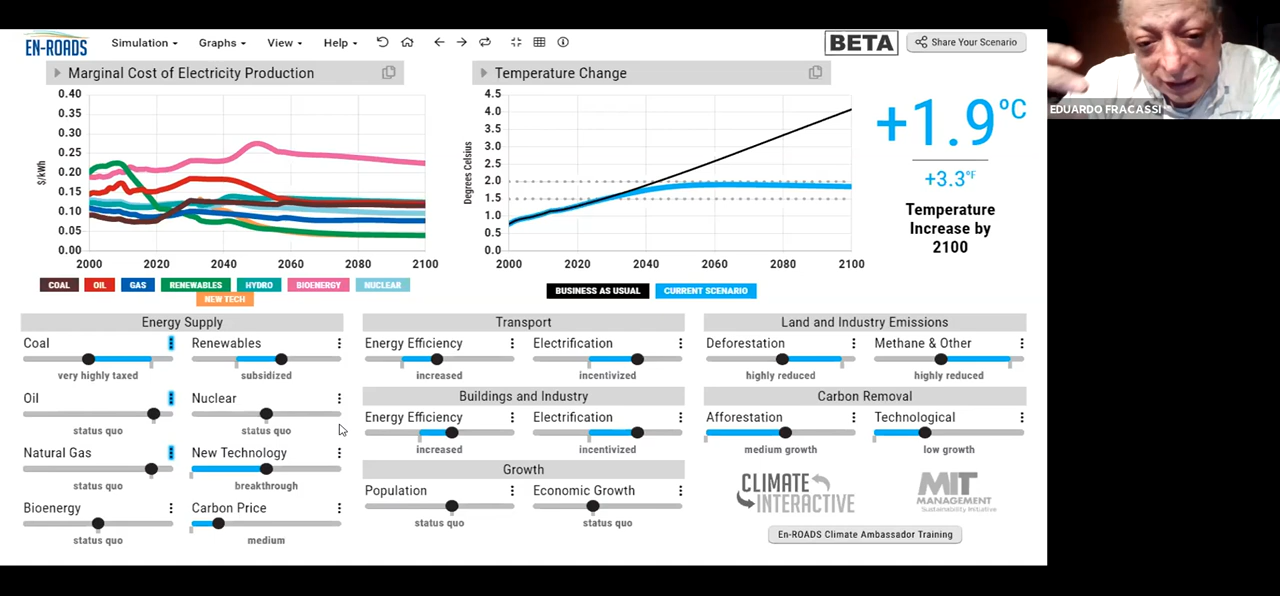 EN-ROADS
Simulation Graphs View Help
BETA
Share Your Scenario
EDUARDO FRACASSI
Marginal Cost of Electricity Production
0.40
0.35
0.30
0.25
0.20
0.15
0.10
0.05
0.00
$/kWh
2000 2020 2040 2060 2080 2100
COAL OIL GAS RENEWABLES HYDRO BIOENERGY NUCLEAR
NEW TECH
Temperature Change
4.5
4.0
3.5
3.0
2.5
2.0
1.5
1.0
0.5
0.0
Degrees Celsius
2000 2020 2040 2060 2080 2100
BUSINESS AS USUAL CURRENT SCENARIO
+1.9°C
+3.3°F
Temperature
Increase by
2100
Energy Supply
Coal
very highly taxed
Renewables
subsidized
Oil
status quo
Nuclear
status quo
Natural Gas
status quo
New Technology
breakthrough
Bioenergy
status quo
Carbon Price
medium
Transport
Energy Efficiency
increased
Electrification
incentivized
Buildings and Industry
Energy Efficiency
increased
Electrification
incentivized
Growth
Population
status quo
Economic Growth
status quo
Land and Industry Emissions
Deforestation
highly reduced
Methane & Other
highly reduced
Carbon Removal
Afforestation
medium growth
Technological
low growth
CLIMATE
INTERACTIVE
MIT
MANAGEMENT
Sustainability Initiative
En-ROADS Climate Ambassador Training